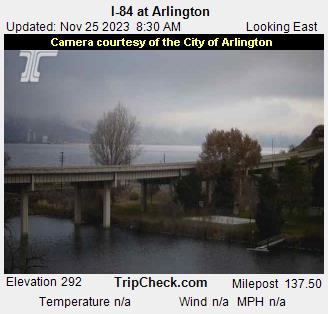 I-84 at Arlington
Updated: Nov 25 2023 8:30 AM Looking East
Camera courtesy of the City of Arlington
Elevation 292 TripCheck.com Milepost 137.50
Temperature n/a Wind n/a MPH n/a